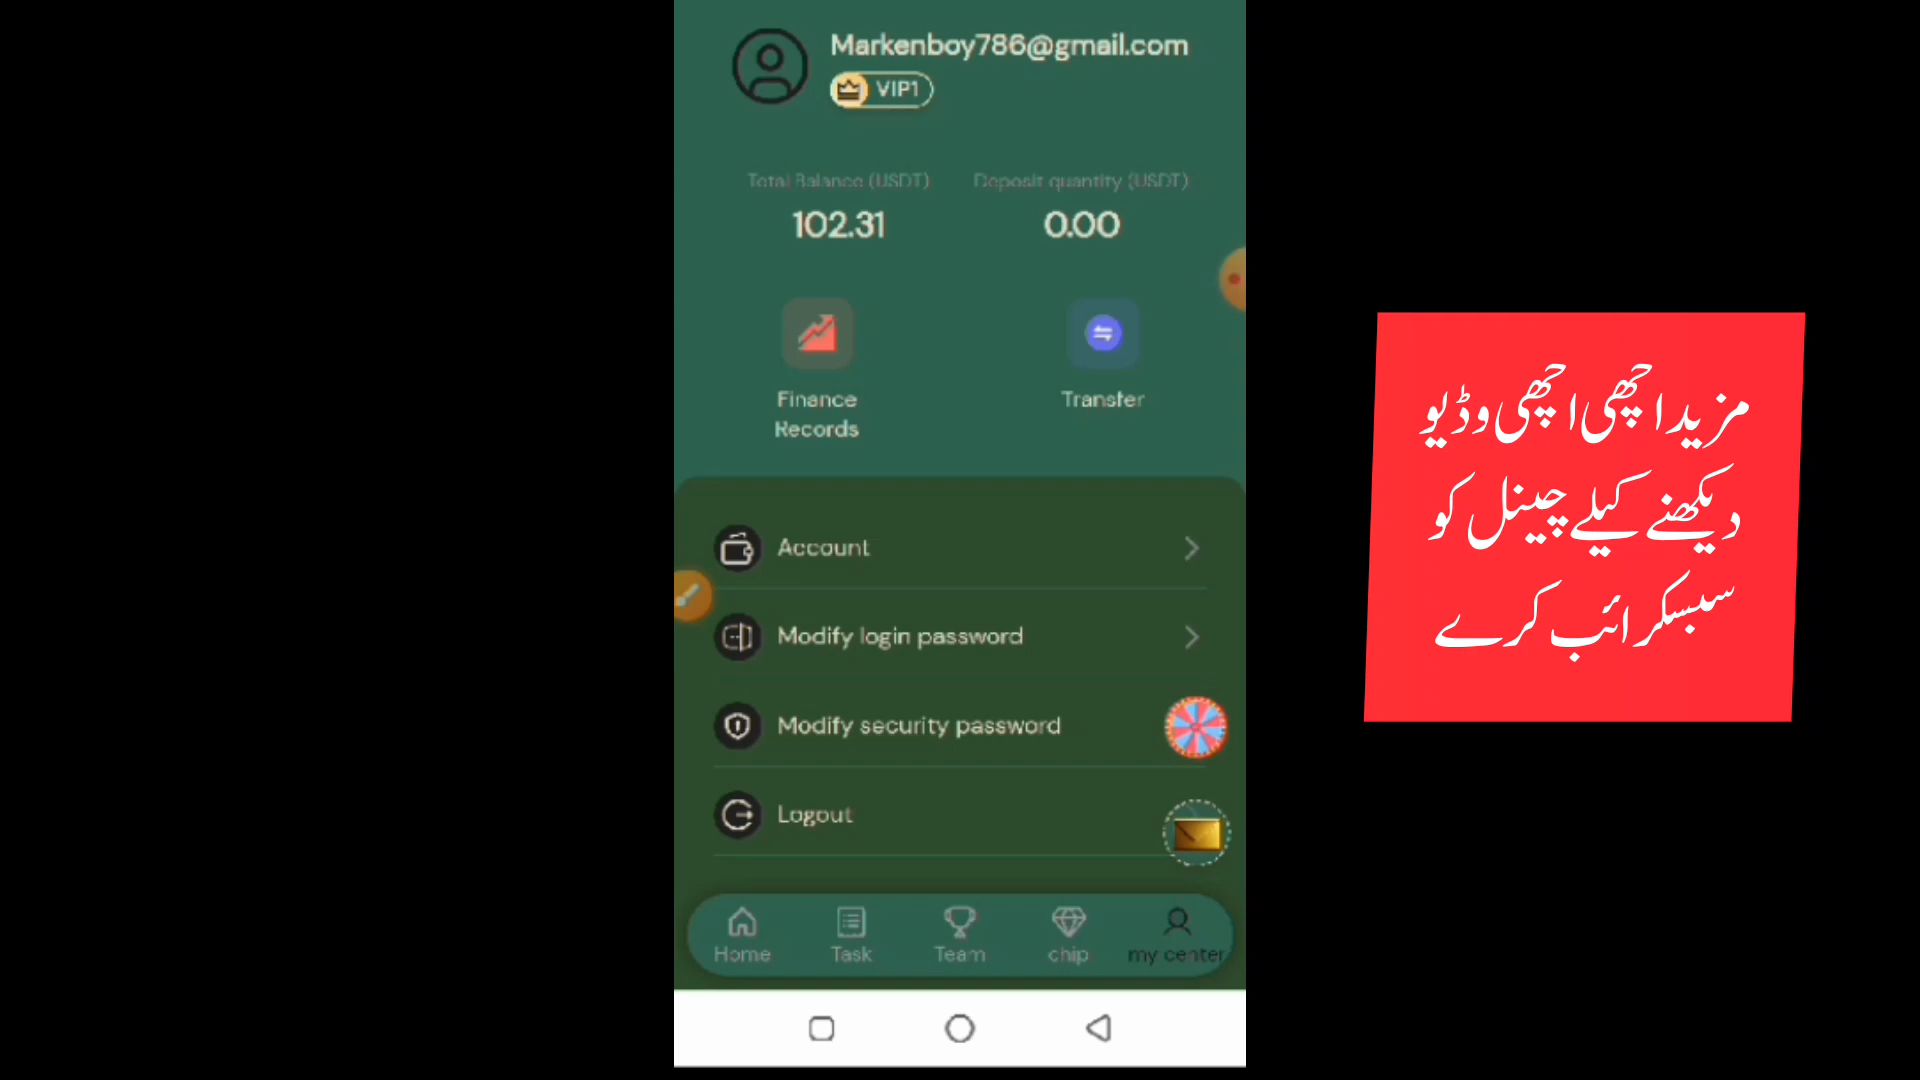 Markenboy786@gmail.com
VIP1
Total Balance (USDT)
Deposit quantity (USDT)
102.31
0.00
Finance
Records
Transfer
Account
Modify login password
Modify security password
Logout
Home
Task
Team
chip
my center
مزید اچھی اچھی وڈیو
دیکھنے کیلے چینل کو
سبسکرائب کرے